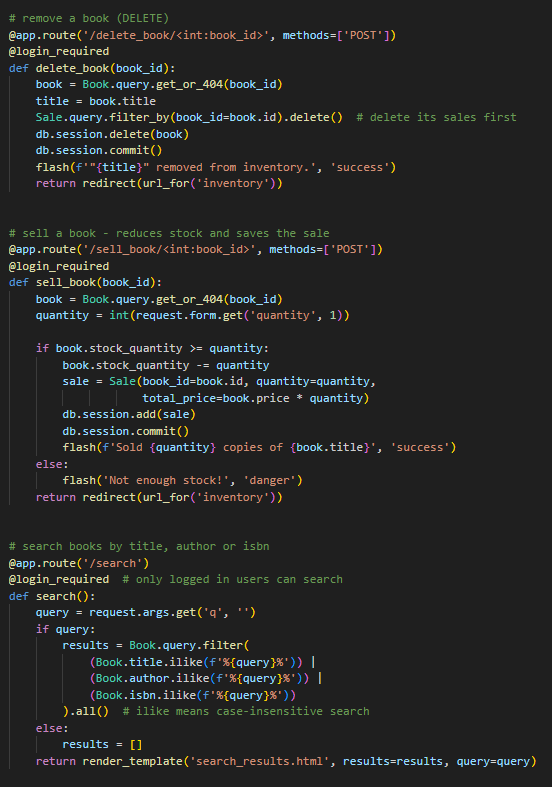 # remove a book (DELETE)
@app.route('/delete_book/<int:book_id>', methods=['POST'])
@login_required
def delete_book(book_id):
    book = Book.query.get_or_404(book_id)
    title = book.title
    Sale.query.filter_by(book_id=book.id).delete()  # delete its sales first
    db.session.delete(book)
    db.session.commit()
    flash(f'"{title}" removed from inventory.', 'success')
    return redirect(url_for('inventory'))

# sell a book - reduces stock and saves the sale
@app.route('/sell_book/<int:book_id>', methods=['POST'])
@login_required
def sell_book(book_id):
    book = Book.query.get_or_404(book_id)
    quantity = int(request.form.get('quantity', 1))

    if book.stock_quantity >= quantity:
        book.stock_quantity -= quantity
        sale = Sale(book_id=book.id, quantity=quantity,
                    total_price=book.price * quantity)
        db.session.add(sale)
        db.session.commit()
        flash(f'Sold {quantity} copies of {book.title}', 'success')
    else:
        flash('Not enough stock!', 'danger')
    return redirect(url_for('inventory'))

# search books by title, author or isbn
@app.route('/search')
@login_required  # only logged in users can search
def search():
    query = request.args.get('q', '')
    if query:
        results = Book.query.filter(
            (Book.title.ilike(f'%{query}%')) |
            (Book.author.ilike(f'%{query}%')) |
            (Book.isbn.ilike(f'%{query}%'))
        ).all()  # ilike means case-insensitive search
    else:
        results = []
    return render_template('search_results.html', results=results, query=query)